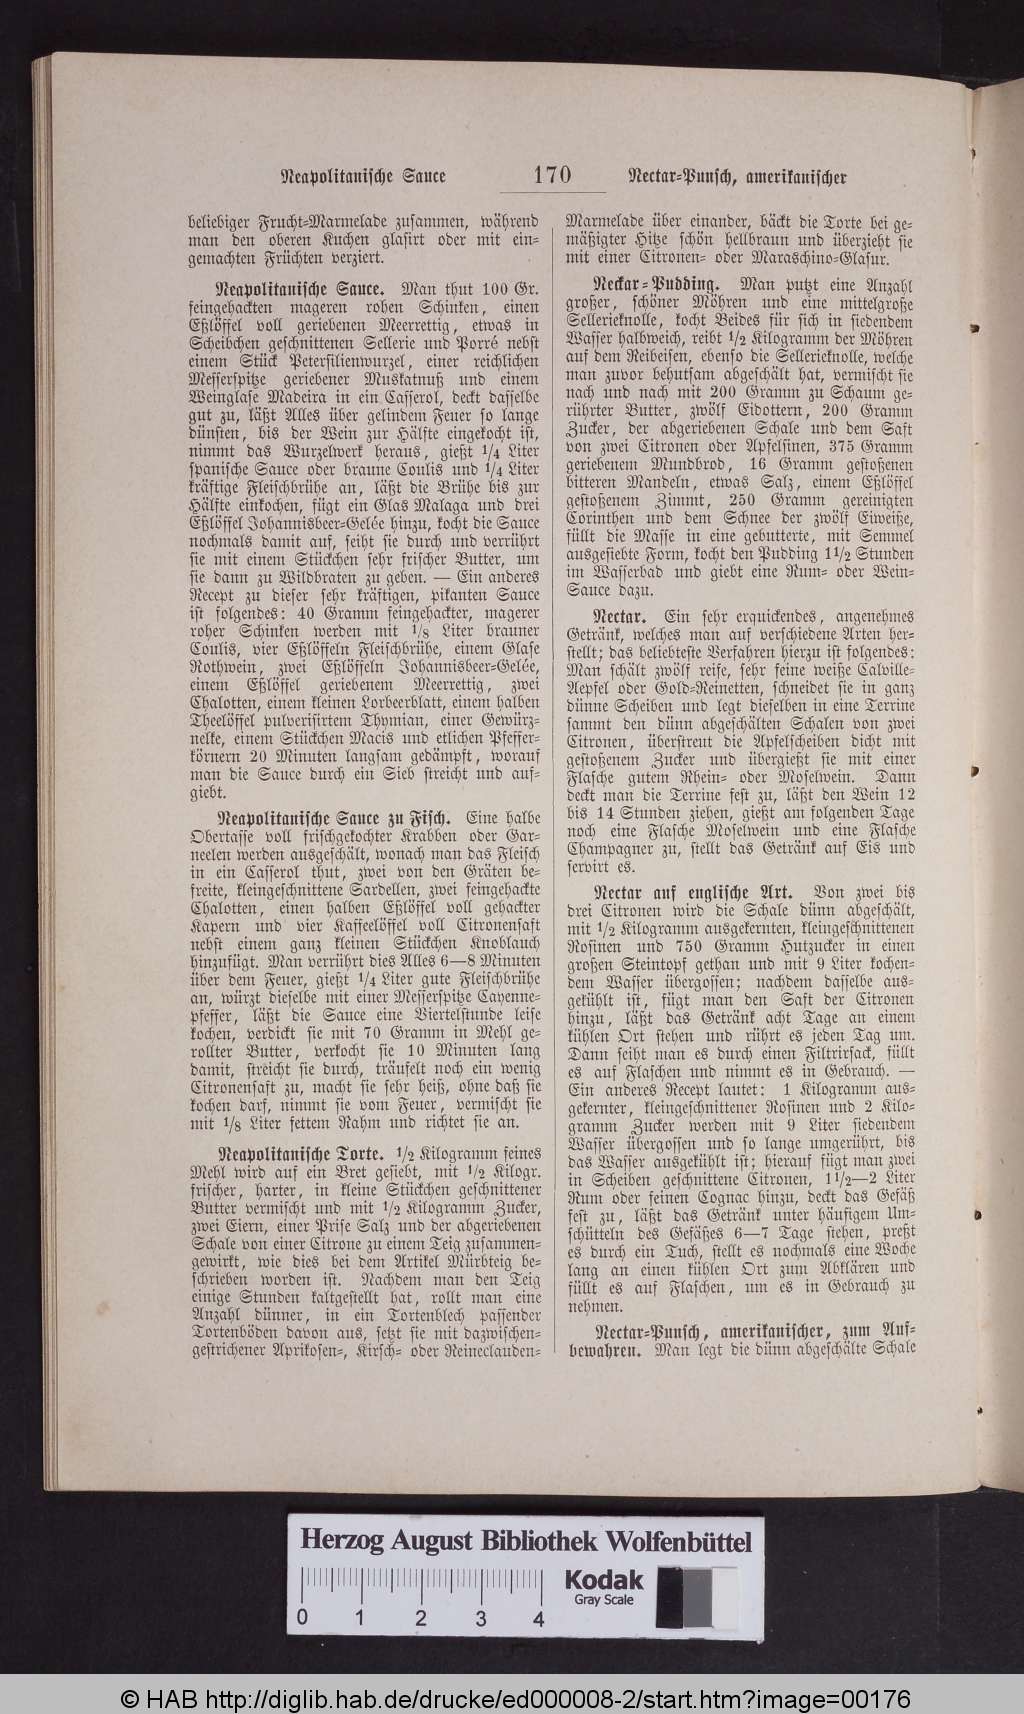 Neapolitanische Sauce 170 Nectar-Punsch, amerikanischer
beliebiger Frucht-Marmelade zusammen, während
man den oberen Kuchen glasirt oder mit ein-
gemachten Früchten verziert.
Neapolitanische Sauce. Man thut 100 Gr.
feingehackten mageren rohen Schinken, einen
Eßlöffel voll geriebenen Meerrettig, etwas in
Scheibchen geschnittenen Sellerie und Porré nebst
einem Stück Petersilienwurzel, einer reichlichen
Messerspitze geriebener Muskatnuß und einem
Weinglase Madeira in ein Casserol, deckt dasselbe
gut zu, läßt Alles über gelindem Feuer so lange
dünsten, bis der Wein zur Hälfte eingekocht ist,
nimmt das Wurzelwerk heraus, gießt 1/4 Liter
spanische Sauce oder braune Coulis und 1/4 Liter
kräftige Fleischbrühe an, läßt die Brühe bis zur
Hälfte einkochen, fügt ein Glas Malaga und drei
Eßlöffel Johannisbeer-Gelée hinzu, kocht die Sauce
nochmals damit auf, seiht sie durch und verrührt
sie mit einem Stückchen sehr frischer Butter, um
sie dann zu Wildbraten zu geben. — Ein anderes
Recept zu dieser sehr kräftigen, pikanten Sauce
ist folgendes: 40 Gramm feingehackter, magerer
roher Schinken werden mit 1/8 Liter brauner
Coulis, vier Eßlöffeln Fleischbrühe, einem Glase
Rothwein, zwei Eßlöffeln Johannisbeer-Gelée,
einem Eßlöffel geriebenem Meerrettig, zwei
Chalotten, einem kleinen Lorbeerblatt, einem halben
Theelöffel pulverisirtem Thymian, einer Gewürz-
nelke, einem Stückchen Macis und etlichen Pfeffer-
körnern 20 Minuten langsam gedämpft, worauf
man die Sauce durch ein Sieb streicht und auf-
giebt.
Neapolitanische Sauce zu Fisch. Eine halbe
Obertasse voll frischgekochter Krabben oder Gar-
neelen werden ausgeschält, wonach man das Fleisch
in ein Casserol thut, zwei von den Gräten be-
freite, kleingeschnittene Sardellen, zwei feingehackte
Chalotten, einen halben Eßlöffel voll gehackter
Kapern und vier Kaffeelöffel voll Citronensaft
nebst einem ganz kleinen Stückchen Knoblauch
hinzufügt. Man verrührt dies Alles 6—8 Minuten
über dem Feuer, gießt 1/4 Liter gute Fleischbrühe
an, würzt dieselbe mit einer Messerspitze Cayenne-
pfeffer, läßt die Sauce eine Viertelstunde leise
kochen, verdickt sie mit 70 Gramm in Mehl ge-
rollter Butter, verkocht sie 10 Minuten lang
damit, streicht sie durch, träufelt noch ein wenig
Citronensaft zu, macht sie sehr heiß, ohne daß sie
kochen darf, nimmt sie vom Feuer, vermischt sie
mit 1/8 Liter fettem Rahm und richtet sie an.
Neapolitanische Torte. 1/2 Kilogramm feines
Mehl wird auf ein Bret gesiebt, mit 1/2 Kilogr.
frischer, harter, in kleine Stückchen geschnittener
Butter vermischt und mit 1/2 Kilogramm Zucker,
zwei Eiern, einer Prise Salz und der abgeriebenen
Schale von einer Citrone zu einem Teig zusammen-
gewirkt, wie dies bei dem Artikel Mürbteig be-
schrieben worden ist. Nachdem man den Teig
einige Stunden kaltgestellt hat, rollt man eine
Anzahl dünner, in ein Tortenblech passender
Tortenböden davon aus, setzt sie mit dazwischen-
gestrichener Aprikosen-, Kirsch- oder Reineclauden-
Marmelade über einander, bäckt die Torte bei ge-
mäßigter Hitze schön hellbraun und überzieht sie
mit einer Citronen- oder Maraschino-Glasur.
Neckar-Pudding. Man putzt eine Anzahl
großer, schöner Möhren und eine mittelgroße
Sellerieknolle, kocht Beides für sich in siedendem
Wasser halbweich, reibt 1/2 Kilogramm der Möhren
auf dem Reibeisen, ebenso die Sellerieknolle, welche
man zuvor behutsam abgeschält hat, vermischt sie
nach und nach mit 200 Gramm zu Schaum ge-
rührter Butter, zwölf Eidottern, 200 Gramm
Zucker, der abgeriebenen Schale und dem Saft
von zwei Citronen oder Apfelsinen, 375 Gramm
geriebenem Mundbrod, 16 Gramm gestoßenen
bitteren Mandeln, etwas Salz, einem Eßlöffel
gestoßenem Zimmt, 250 Gramm gereinigten
Corinthen und dem Schnee der zwölf Eiweiße,
füllt die Masse in eine gebutterte, mit Semmel
ausgesiebte Form, kocht den Pudding 1 1/2 Stunden
im Wasserbad und giebt eine Rum- oder Wein-
Sauce dazu.
Nectar. Ein sehr erquickendes, angenehmes
Getränk, welches man auf verschiedene Arten her-
stellt; das beliebteste Verfahren hierzu ist folgendes:
Man schält zwölf reife, sehr feine weiße Calville-
Aepfel oder Gold-Reinetten, schneidet sie in ganz
dünne Scheiben und legt dieselben in eine Terrine
sammt den dünn abgeschälten Schalen von zwei
Citronen, überstreut die Apfelscheiben dicht mit
gestoßenem Zucker und übergießt sie mit einer
Flasche gutem Rhein- oder Moselwein. Dann
deckt man die Terrine fest zu, läßt den Wein 12
bis 14 Stunden ziehen, gießt am folgenden Tage
noch eine Flasche Moselwein und eine Flasche
Champagner zu, stellt das Getränk auf Eis und
servirt es.
Nectar auf englische Art. Von zwei bis
drei Citronen wird die Schale dünn abgeschält,
mit 1/2 Kilogramm ausgekernten, kleingeschnittenen
Rosinen und 750 Gramm Hutzucker in einen
großen Steintopf gethan und mit 9 Liter kochen-
dem Wasser übergossen; nachdem dasselbe aus-
gekühlt ist, fügt man den Saft der Citronen
hinzu, läßt das Getränk acht Tage an einem
kühlen Ort stehen und rührt es jeden Tag um.
Dann seiht man es durch einen Filtrirsack, füllt
es auf Flaschen und nimmt es in Gebrauch. —
Ein anderes Recept lautet: 1 Kilogramm aus-
gekernter, kleingeschnittener Rosinen und 2 Kilo-
gramm Zucker werden mit 9 Liter siedendem
Wasser übergossen und so lange umgerührt, bis
das Wasser ausgekühlt ist; hierauf fügt man zwei
in Scheiben geschnittene Citronen, 1 1/2—2 Liter
Rum oder feinen Cognac hinzu, deckt das Gefäß
fest zu, läßt das Getränk unter häufigem Um-
schütteln des Gefäßes 6—7 Tage stehen, preßt
es durch ein Tuch, stellt es nochmals eine Woche
lang an einen kühlen Ort zum Abklären und
füllt es auf Flaschen, um es in Gebrauch zu
nehmen.
Nectar-Punsch, amerikanischer, zum Auf-
bewahren. Man legt die dünn abgeschälte Schale
Herzog August Bibliothek Wolfenbüttel
Kodak
Gray Scale
0 1 2 3 4
© HAB http://diglib.hab.de/drucke/ed000008-2/start.htm?image=00176